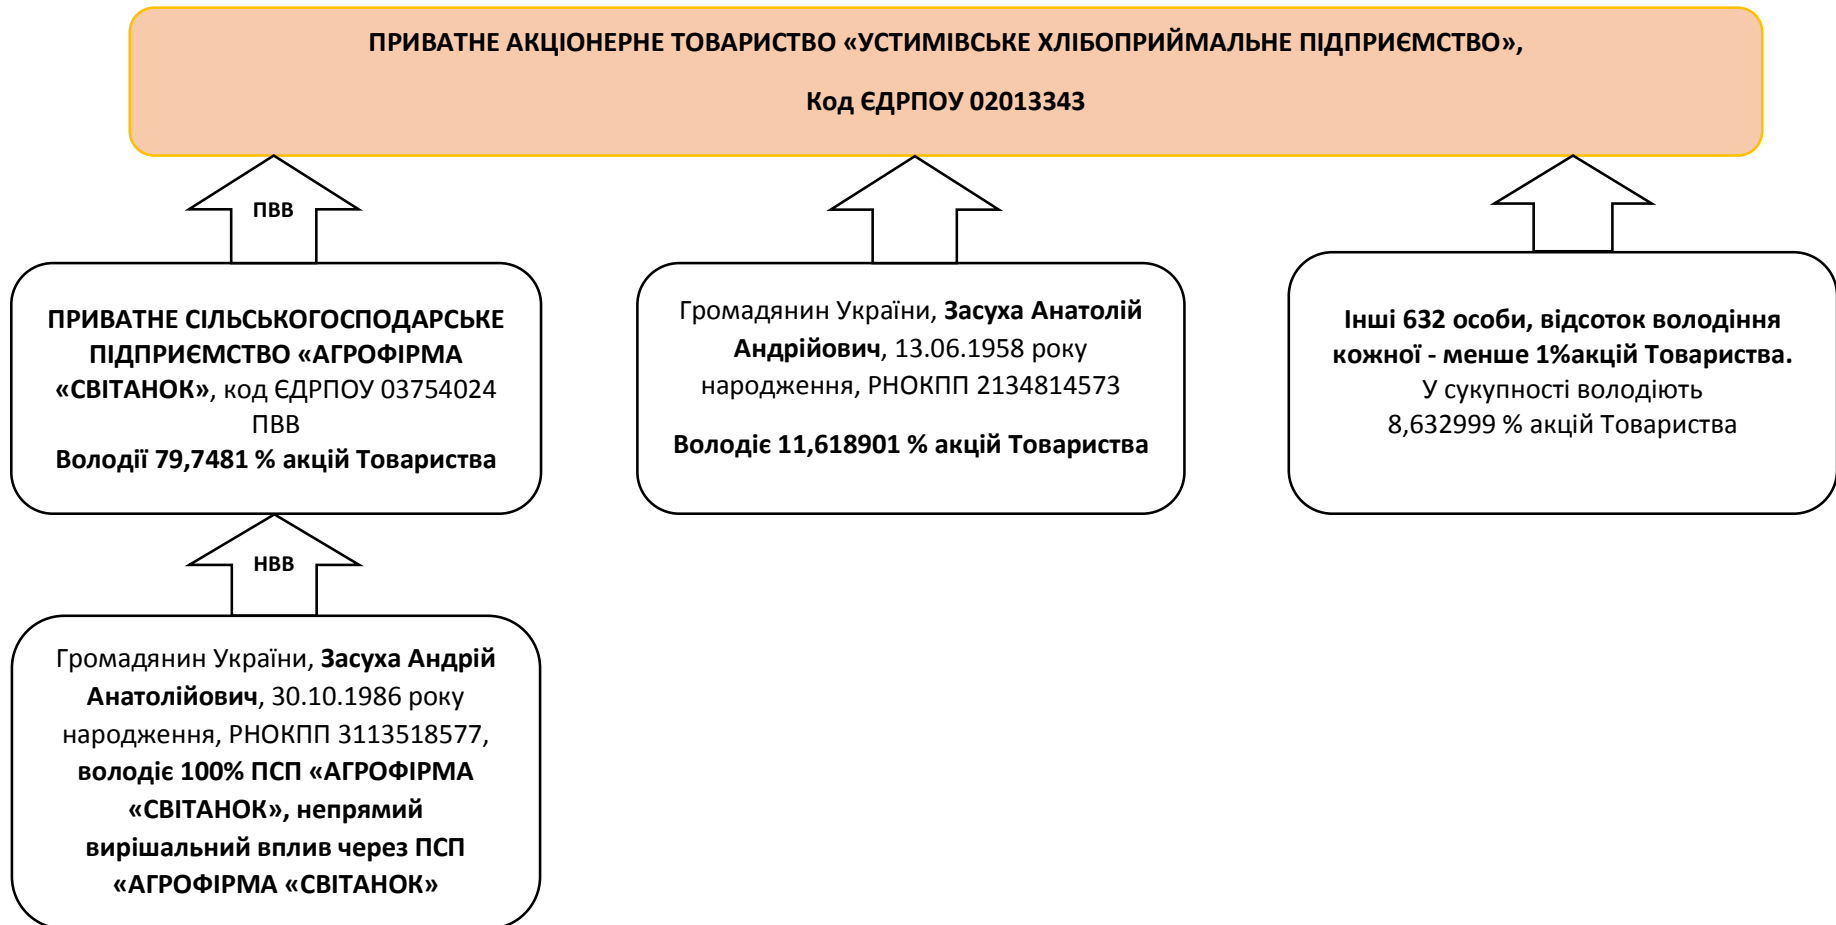 ПРИВАТНЕ АКЦІОНЕРНЕ ТОВАРИСТВО «УСТИМІВСЬКЕ ХЛІБОПРИЙМАЛЬНЕ ПІДПРИЄМСТВО»,
Код ЄДРПОУ 02013343
ПВВ
ПРИВАТНЕ СІЛЬСЬКОГОСПОДАРСЬКЕ
ПІДПРИЄМСТВО «АГРОФІРМА
«СВІТАНОК», код ЄДРПОУ 03754024
ПВВ
Володії 79,7481 % акцій Товариства
Громадянин України, Засуха Анатолій
Андрійович, 13.06.1958 року
народження, РНОКПП 2134814573
Володіє 11,618901 % акцій Товариства
Інші 632 особи, відсоток володіння
кожної - менше 1%акцій Товариства.
У сукупності володіють
8,632999 % акцій Товариства
НВВ
Громадянин України, Засуха Андрій
Анатолійович, 30.10.1986 року
народження, РНОКПП 3113518577,
володіє 100% ПСП «АГРОФІРМА
«СВІТАНОК», непрямий
вирішальний вплив через ПСП
«АГРОФІРМА «СВІТАНОК»